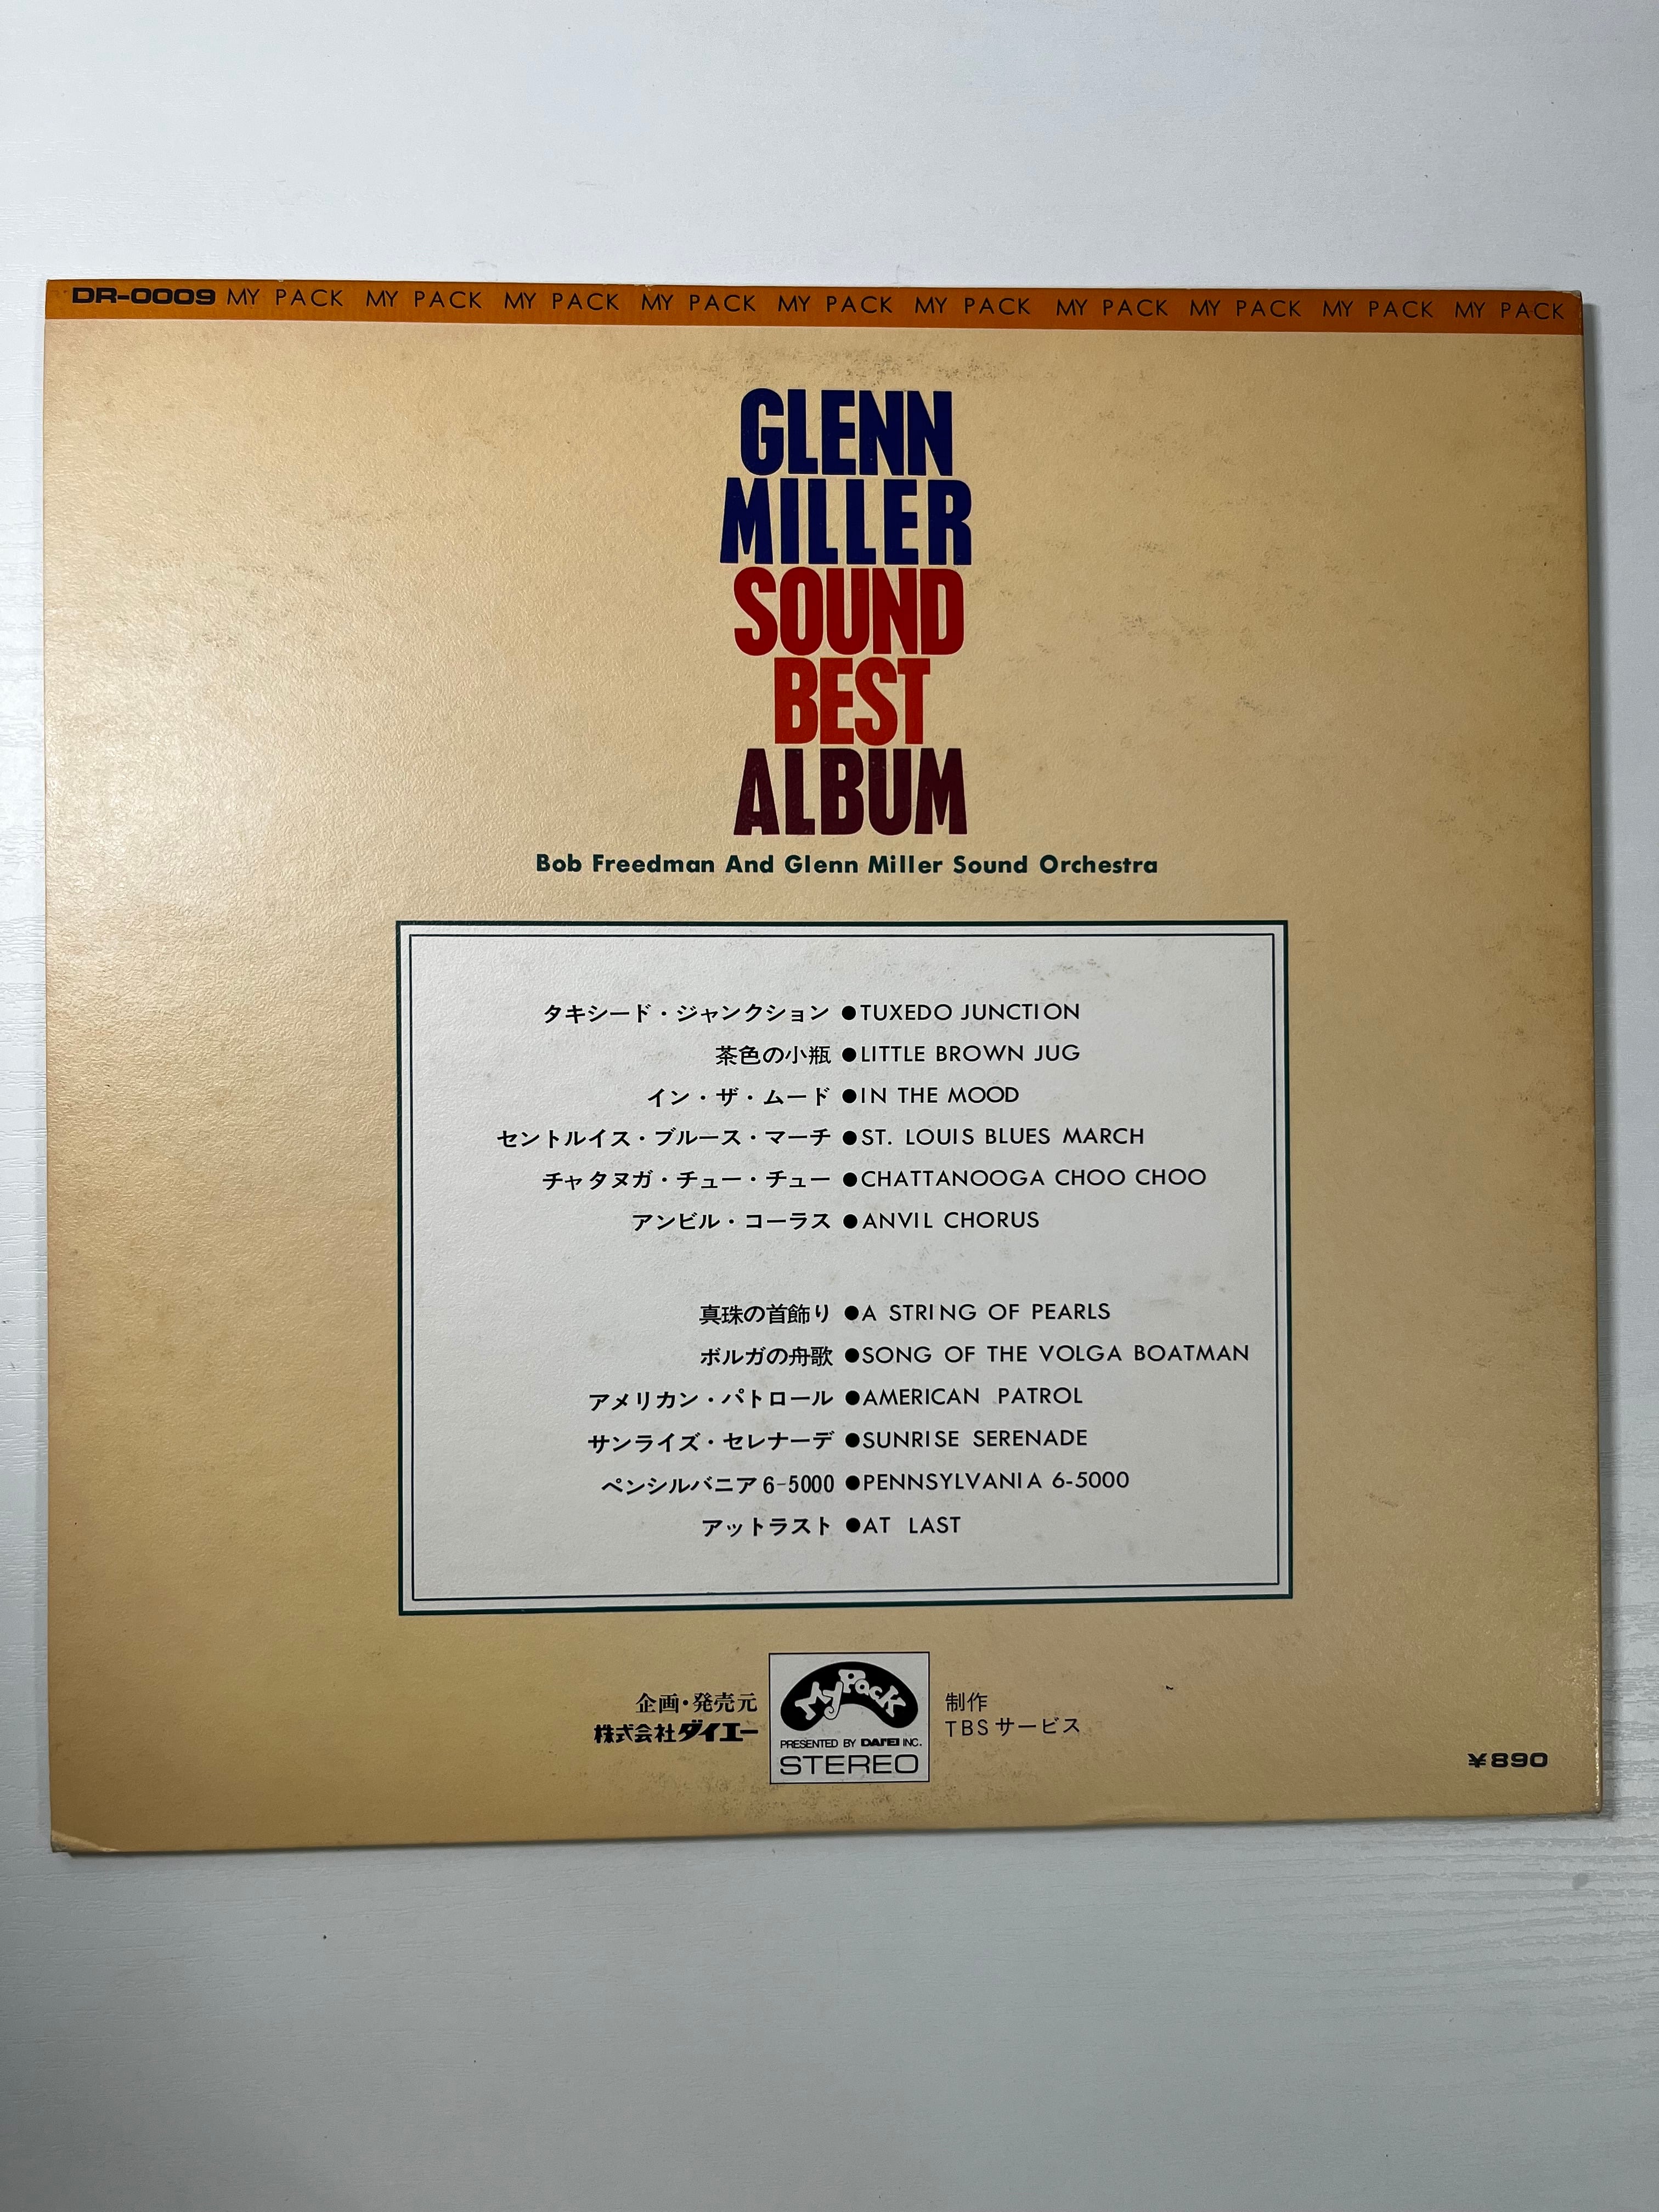 DR-0009 MY PACK MY PACK MY PACK MY PACK MY PACK MY PACK MY PACK MY PACK MY PACK MY PACK
GLENN
MILLER
SOUND
BEST
ALBUM
Bob Freedman And Glenn Miller Sound Orchestra
タキシード・ジャンクション ●TUXEDO JUNCTION
茶色の小瓶 ●LITTLE BROWN JUG
イン・ザ・ムード ●IN THE MOOD
セントルイス・ブルース・マーチ ●ST. LOUIS BLUES MARCH
チャタヌガ・チュー・チュー ●CHATTANOOGA CHOO CHOO
アンビル・コーラス ●ANVIL CHORUS
真珠の首飾り ●A STRING OF PEARLS
ボルガの舟歌 ●SONG OF THE VOLGA BOATMAN
アメリカン・パトロール ●AMERICAN PATROL
サンライズ・セレナーデ ●SUNRISE SERENADE
ペンシルバニア6-5000 ●PENNSYLVANIA 6-5000
アットラスト ●AT LAST
企画・発売元
株式会社ダイエー
My Pack
PRESENTED BY DAIEI INC.
STEREO
制作
TBSサービス
¥890